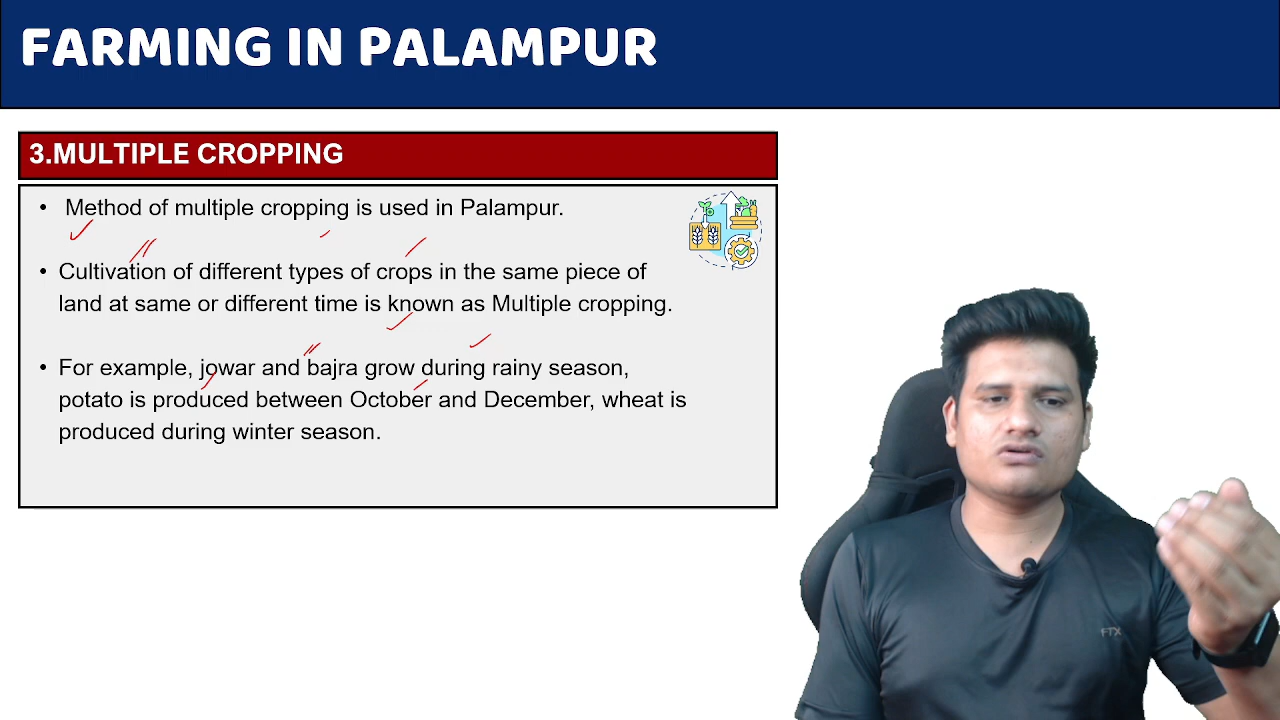 FARMING IN PALAMPUR
3.MULTIPLE CROPPING
• Method of multiple cropping is used in Palampur.
• Cultivation of different types of crops in the same piece of
land at same or different time is known as Multiple cropping.
• For example, jowar and bajra grow during rainy season,
potato is produced between October and December, wheat is
produced during winter season.
FTX